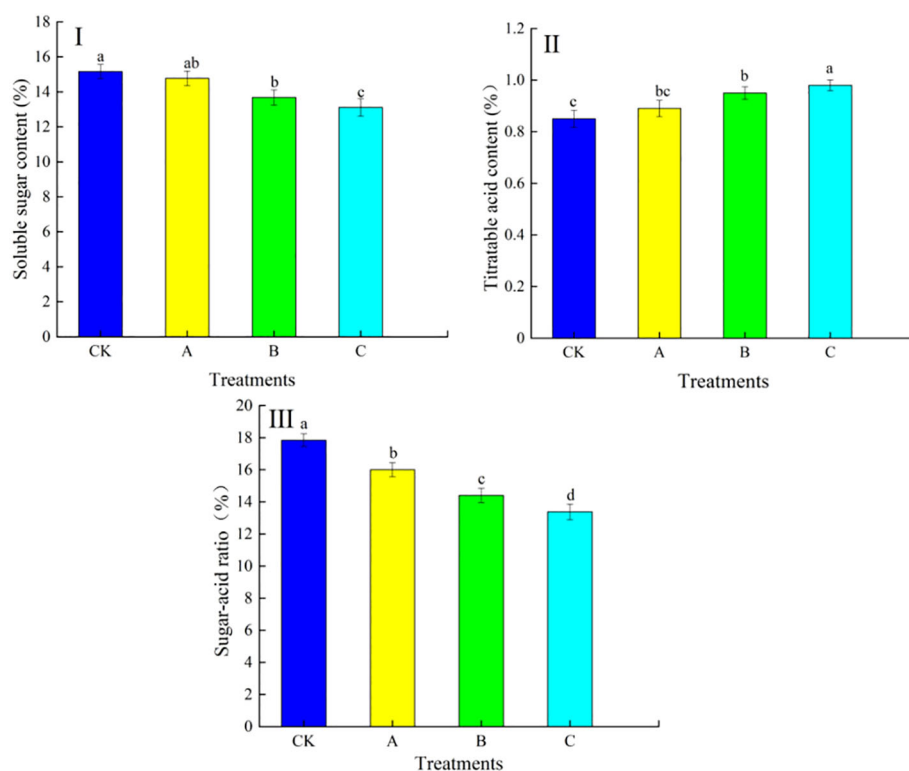 I
Soluble sugar content (%)
18
16
14
12
10
8
6
4
2
0
a
ab
b
c
CK A B C
Treatments
II
Titratable acid content (%)
1.2
1.0
0.8
0.6
0.4
0.2
0
c
bc
b
a
CK A B C
Treatments
III
Sugar-acid ratio（%）
20
18
16
14
12
10
8
6
4
2
0
a
b
c
d
CK A B C
Treatments